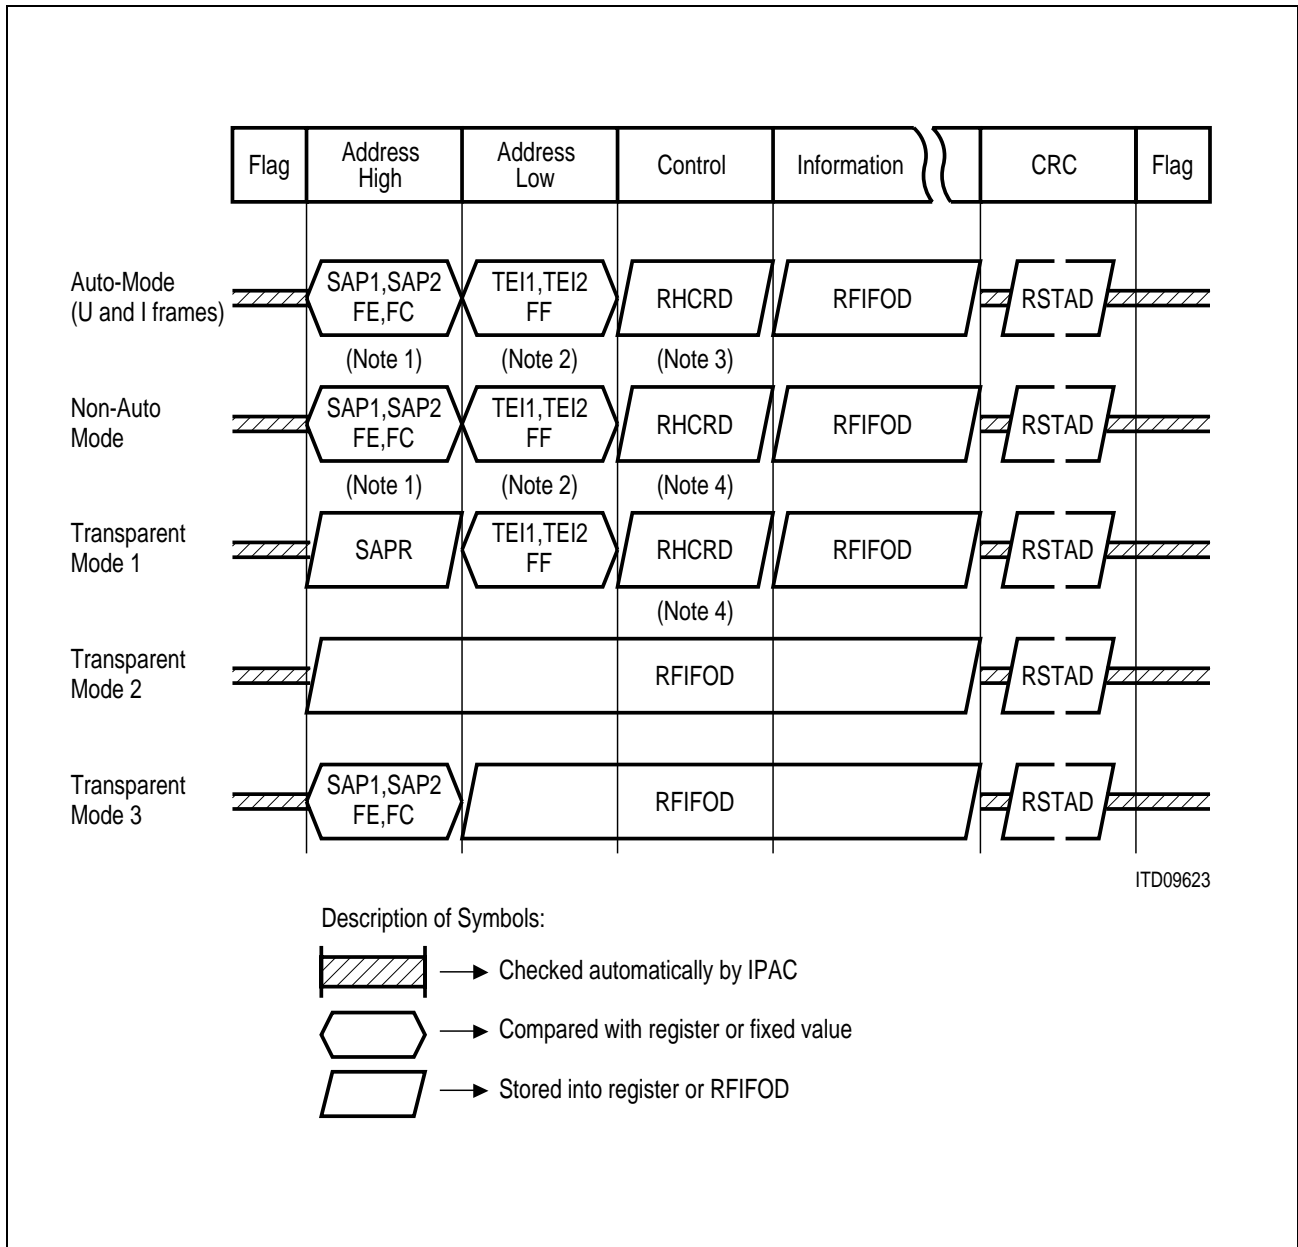 Flag
Address
High
Address
Low
Control
Information
CRC
Flag
Auto-Mode
(U and I frames)
SAP1,SAP2
FE,FC
TEI1,TEI2
FF
RHCRD
RFIFOD
RSTAD
(Note 1)
(Note 2)
(Note 3)
Non-Auto
Mode
SAP1,SAP2
FE,FC
TEI1,TEI2
FF
RHCRD
RFIFOD
RSTAD
(Note 1)
(Note 2)
(Note 4)
Transparent
Mode 1
SAPR
TEI1,TEI2
FF
RHCRD
RFIFOD
RSTAD
(Note 4)
Transparent
Mode 2
RFIFOD
RSTAD
Transparent
Mode 3
SAP1,SAP2
FE,FC
RFIFOD
RSTAD
ITD09623
Description of Symbols:
Checked automatically by IPAC
Compared with register or fixed value
Stored into register or RFIFOD